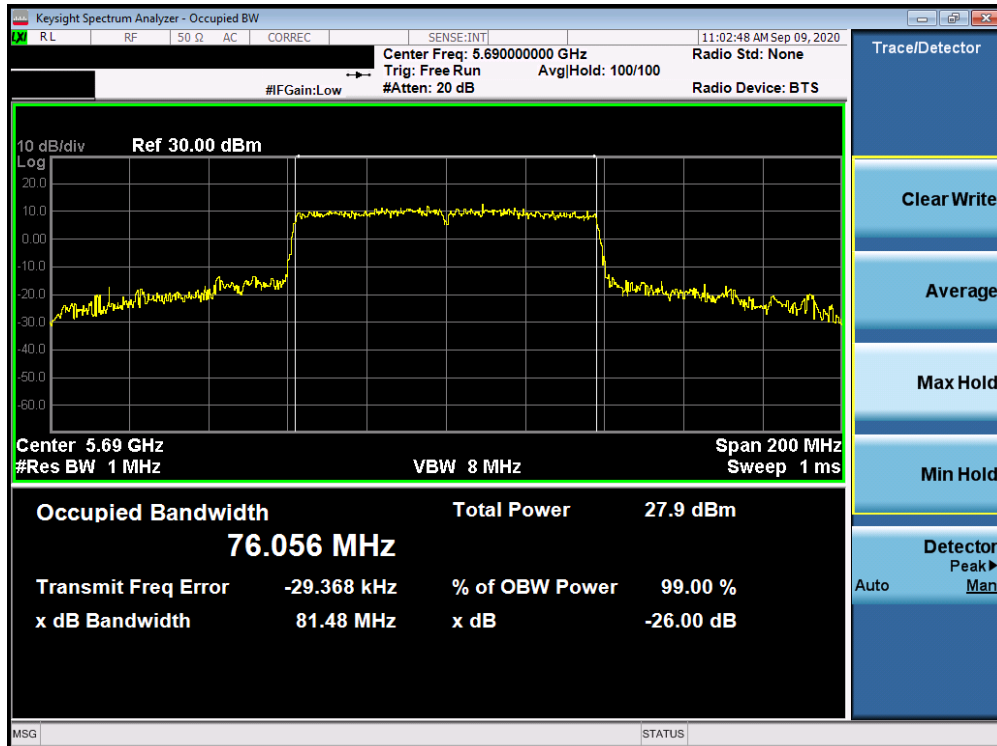 Keysight Spectrum Analyzer - Occupied BW
LXI RL RF 50 Ω AC CORREC SENSE:INT 11:02:48 AM Sep 09, 2020
Center Freq: 5.690000000 GHz Radio Std: None
Trig: Free Run Avg|Hold: 100/100
#IFGain:Low #Atten: 20 dB Radio Device: BTS
Trace/Detector
10 dB/div Ref 30.00 dBm
Log
20.0
10.0
0.00
-10.0
-20.0
-30.0
-40.0
-50.0
-60.0
Center 5.69 GHz Span 200 MHz
#Res BW 1 MHz VBW 8 MHz Sweep 1 ms
Occupied Bandwidth Total Power 27.9 dBm
76.056 MHz
Transmit Freq Error -29.368 kHz % of OBW Power 99.00 %
x dB Bandwidth 81.48 MHz x dB -26.00 dB
Clear Write
Average
Max Hold
Min Hold
Detector
Peak
Auto Man
MSG STATUS